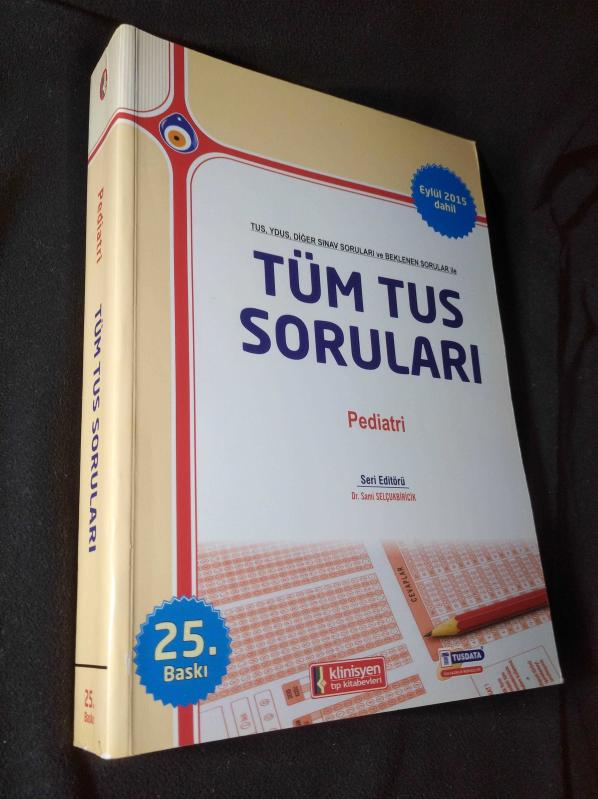 Eylül 2015
dahil
TUS, YDUS, DİĞER SINAV SORULARI ve BEKLENEN SORULAR ile
TÜM TUS
SORULARI
Pediatri
Seri Editörü
Dr. Sami SELÇUKBİRİCİK
CEVAPLAR
25.
Baskı
klinisyen
tıp kitabevleri
TUSDATA
Pediatri
TÜM TUS SORULARI
25.
Baskı